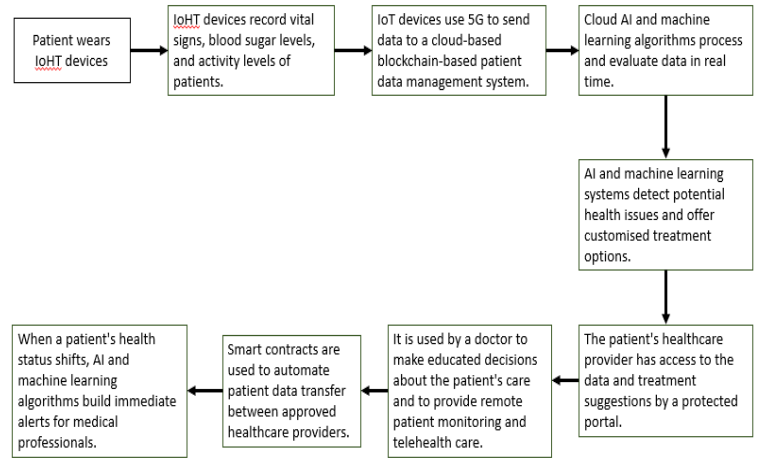 Patient wears
IoHT devices
IoHT devices record vital
signs, blood sugar levels,
and activity levels of
patients.
IoT devices use 5G to send
data to a cloud-based
blockchain-based patient
data management system.
Cloud AI and machine
learning algorithms process
and evaluate data in real
time.
AI and machine learning
systems detect potential
health issues and offer
customised treatment
options.
The patient's healthcare
provider has access to the
data and treatment
suggestions by a protected
portal.
It is used by a doctor to
make educated decisions
about the patient's care
and to provide remote
patient monitoring and
telehealth care.
Smart contracts are
used to automate
patient data transfer
between approved
healthcare providers.
When a patient's health
status shifts, AI and
machine learning
algorithms build immediate
alerts for medical
professionals.